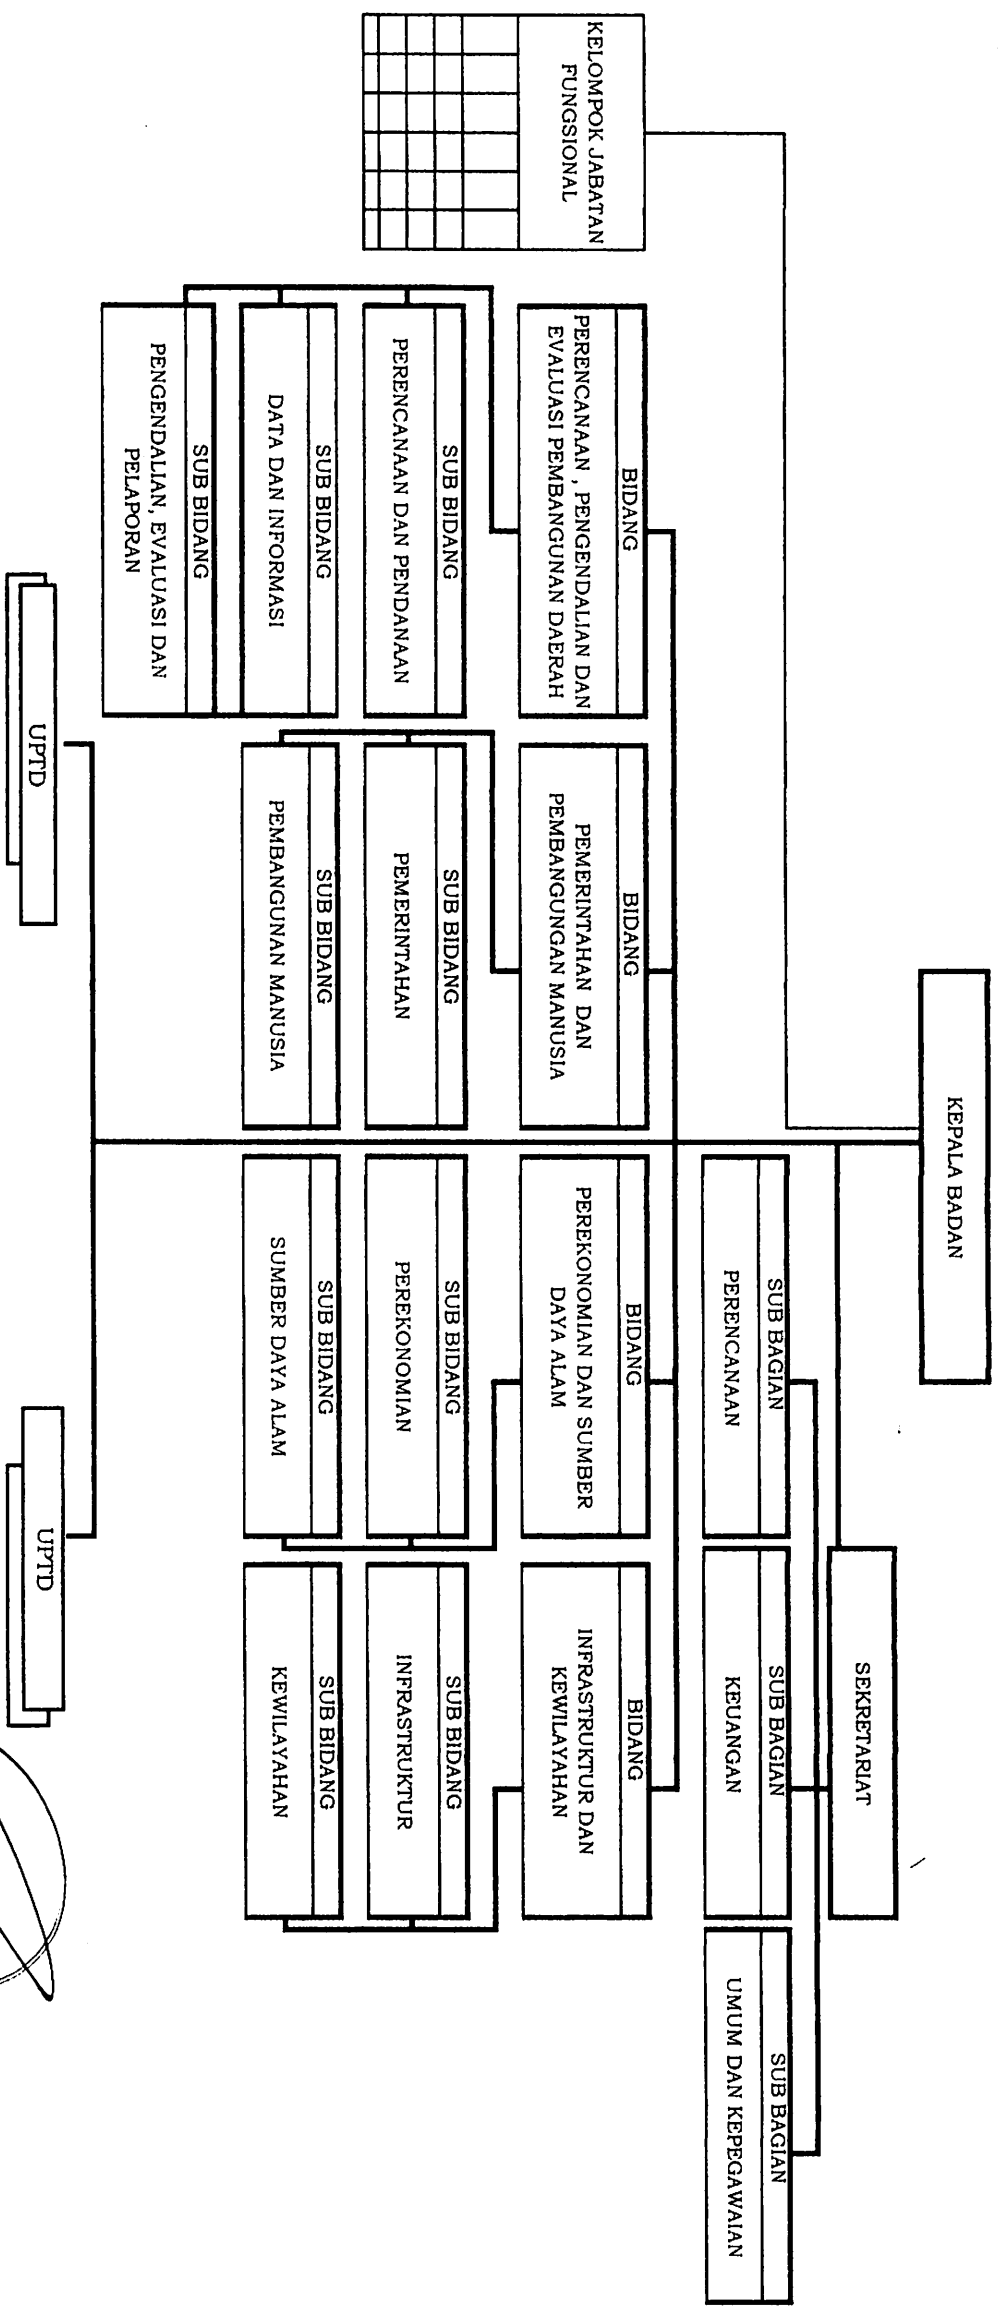 KEPALA BADAN
SEKRETARIAT
SUB BAGIAN
PERENCANAAN
SUB BAGIAN
KEUANGAN
SUB BAGIAN
UMUM DAN KEPEGAWAIAN
KELOMPOK JABATAN
FUNGSIONAL
BIDANG
PERENCANAAN , PENGENDALIAN DAN
EVALUASI PEMBANGUNAN DAERAH
BIDANG
PEMERINTAHAN DAN
PEMBANGUNGAN MANUSIA
BIDANG
PEREKONOMIAN DAN SUMBER
DAYA ALAM
BIDANG
INFRASTRUKTUR DAN
KEWILAYAHAN
SUB BIDANG
PERENCANAAN DAN PENDANAAN
SUB BIDANG
PEMERINTAHAN
SUB BIDANG
PEREKONOMIAN
SUB BIDANG
INFRASTRUKTUR
SUB BIDANG
DATA DAN INFORMASI
SUB BIDANG
PEMBANGUNAN MANUSIA
SUB BIDANG
SUMBER DAYA ALAM
SUB BIDANG
KEWILAYAHAN
SUB BIDANG
PENGENDALIAN, EVALUASI DAN
PELAPORAN
UPTD
UPTD